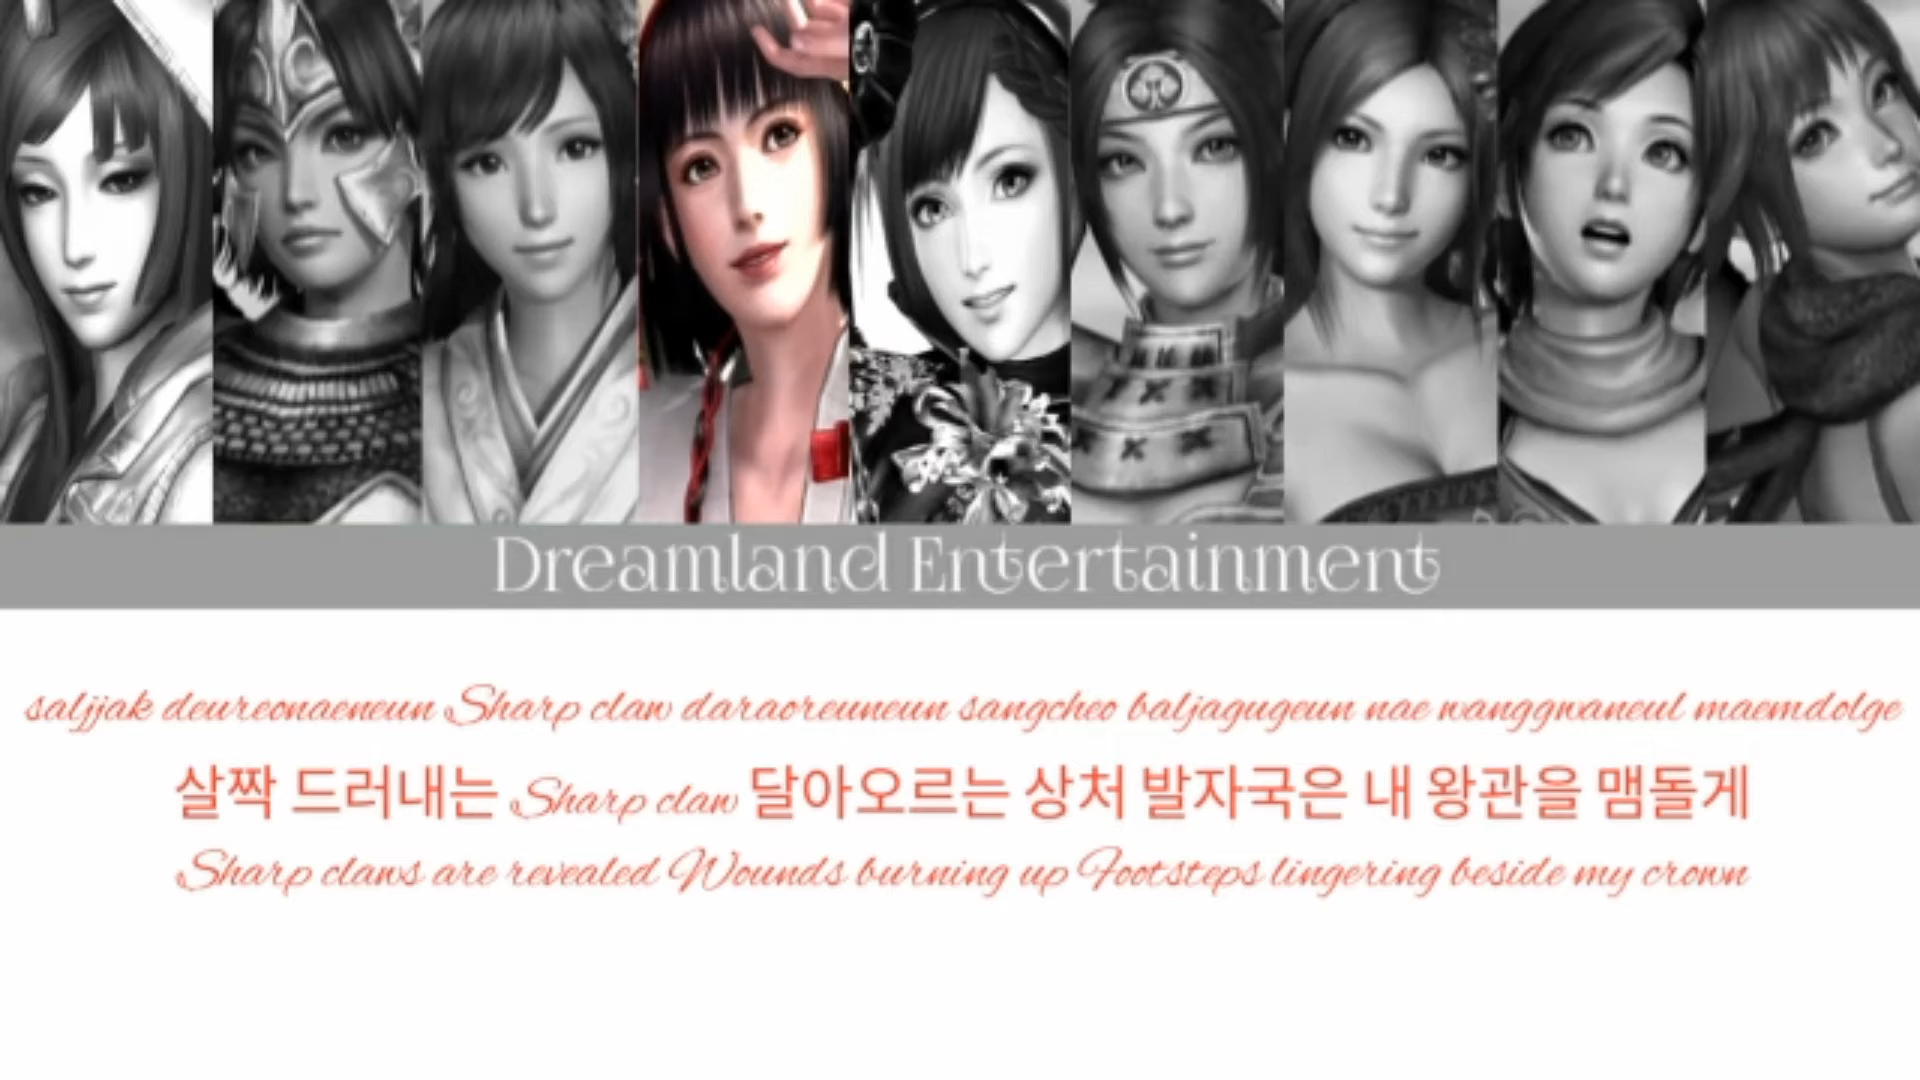 Dreamland Entertainment
saljjak deureonaeneun Sharp claw daraoreuneun sangcheo baljagugeun nae wanggwaneul maemdolge
살짝 드러내는 Sharp claw 달아오르는 상처 발자국은 내 왕관을 맴돌게
Sharp claws are revealed Wounds burning up Footsteps lingering beside my crown